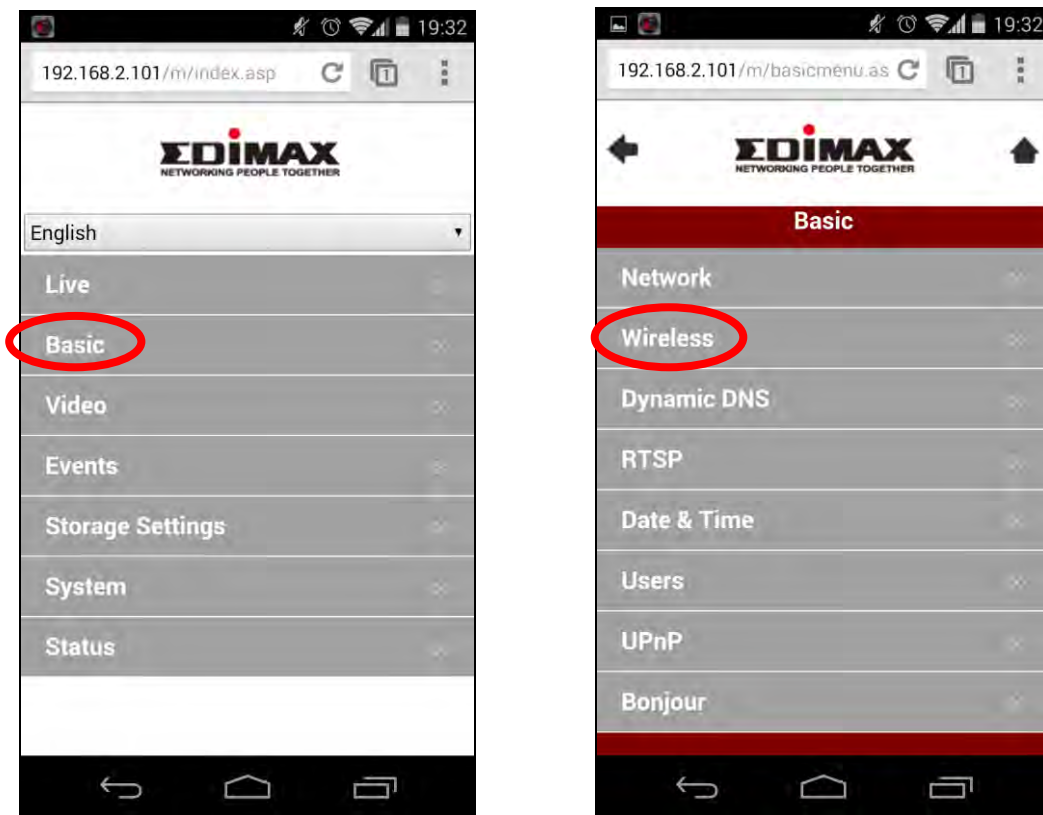 19:32
192.168.2.101/m/index.asp
1
EDIMAX
NETWORKING PEOPLE TOGETHER
English
Live
Basic
Video
Events
Storage Settings
System
Status
19:32
192.168.2.101/m/basicmenu.as
1
EDIMAX
NETWORKING PEOPLE TOGETHER
Basic
Network
Wireless
Dynamic DNS
RTSP
Date & Time
Users
UPnP
Bonjour